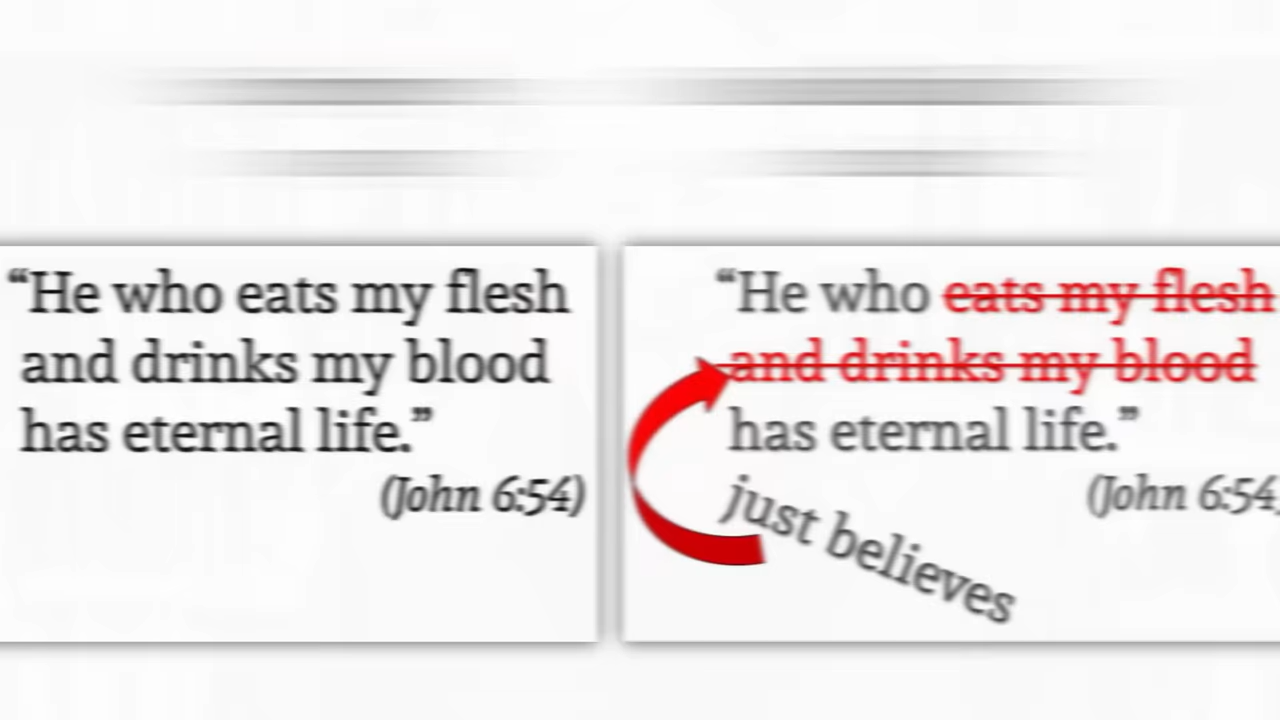 “He who eats my flesh
and drinks my blood
has eternal life.”
(John 6:54)
“He who eats my flesh
and drinks my blood
has eternal life.”
(John 6:54)
just believes